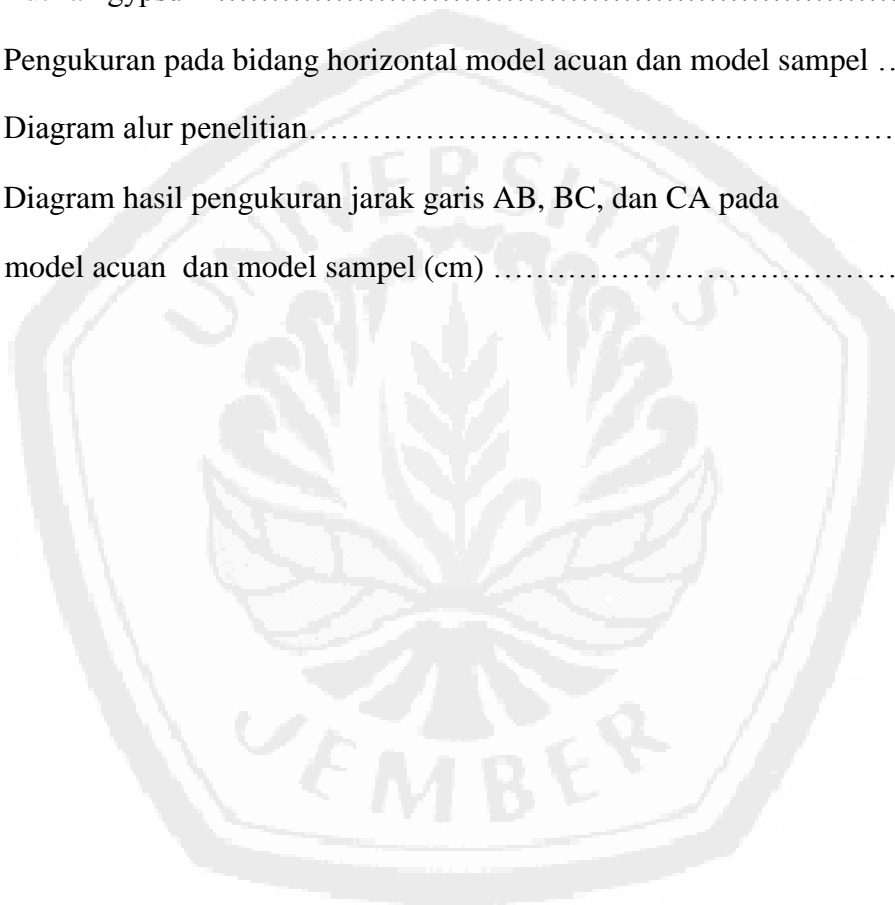 Pengukuran pada bidang horizontal model acuan dan model sampel …
Diagram alur penelitian……………………………………………………
Diagram hasil pengukuran jarak garis AB, BC, dan CA pada
model acuan  dan model sampel (cm) ………………………………
UNIVERSITAS
JEMBER